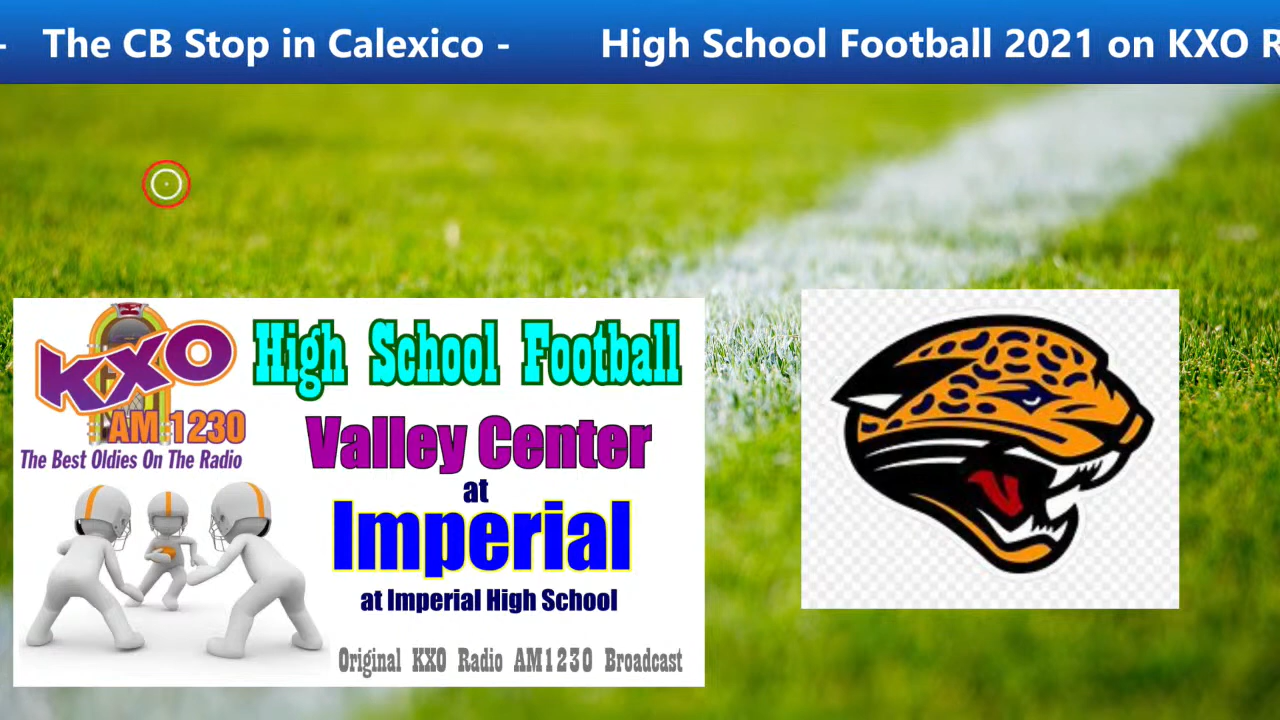 - The CB Stop in Calexico - High School Football 2021 on KXO
KXO
AM 1230
The Best Oldies On The Radio
High School Football
Valley Center
at
Imperial
at Imperial High School
Original KXO Radio AM1230 Broadcast